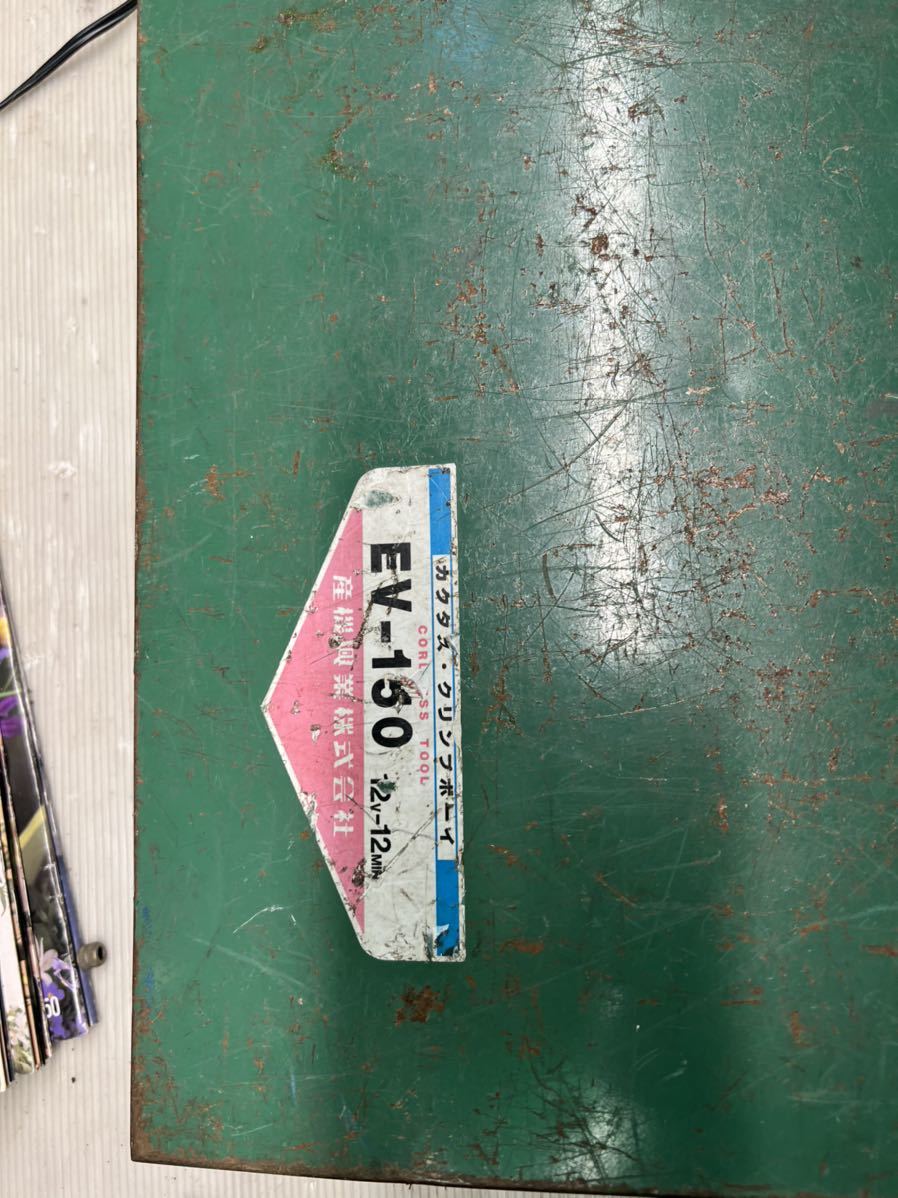 カクタス・クリンプボーイ
CORDLESS TOOL
EV-150 12V-12MIN
産機興業株式会社
50